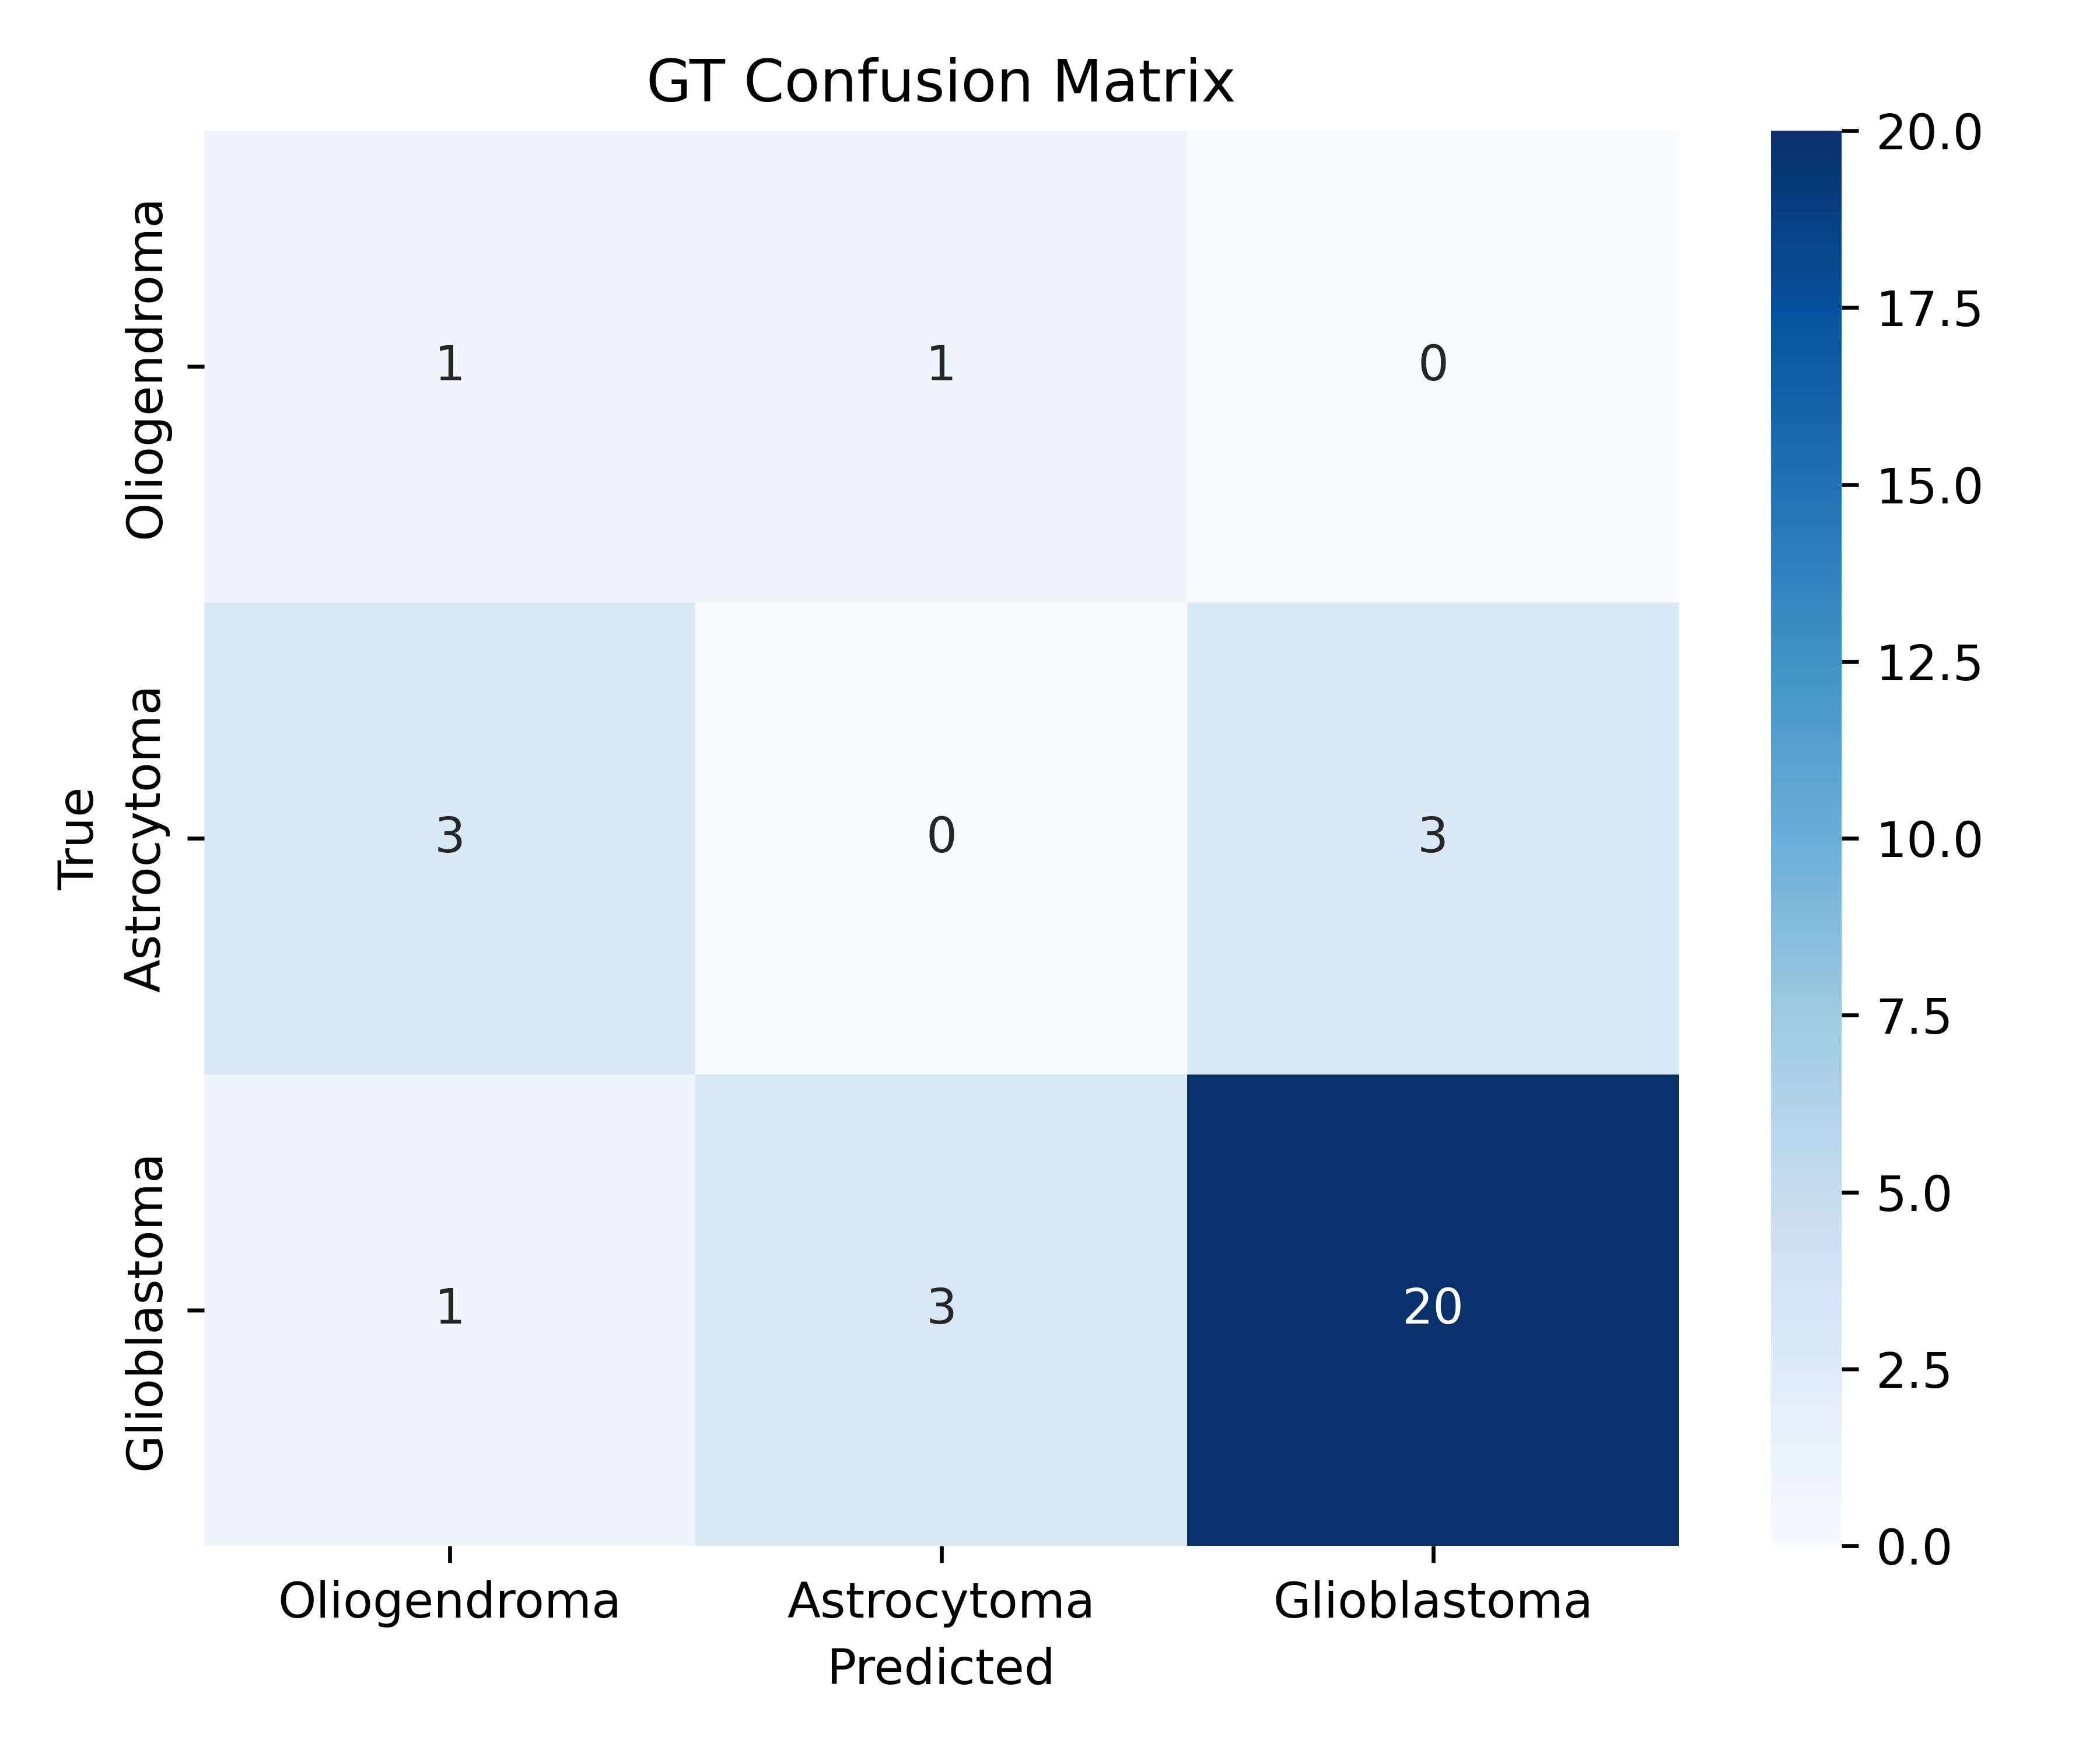 GT Confusion Matrix
True
Oliogendroma
1 1 0
Astrocytoma
3 0 3
Glioblastoma
1 3 20
Oliogendroma Astrocytoma Glioblastoma
Predicted
20.0
17.5
15.0
12.5
10.0
7.5
5.0
2.5
0.0